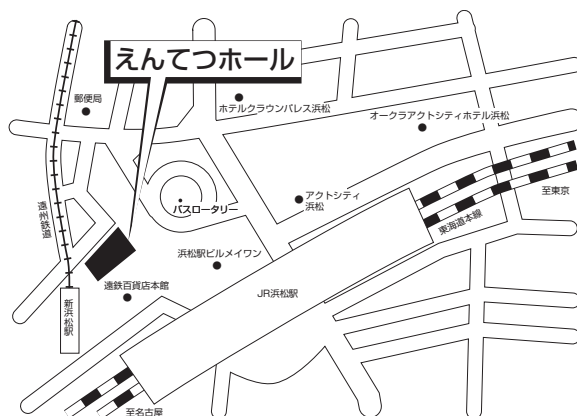 えんてつホール
郵便局
ホテルクラウンパレス浜松
オークラアクトシティホテル浜松
遠州鉄道
バスロータリー
アクトシティ
浜松
至東京
東海道本線
浜松駅ビルメイワン
遠鉄百貨店本館
JR浜松駅
新浜松駅
至名古屋